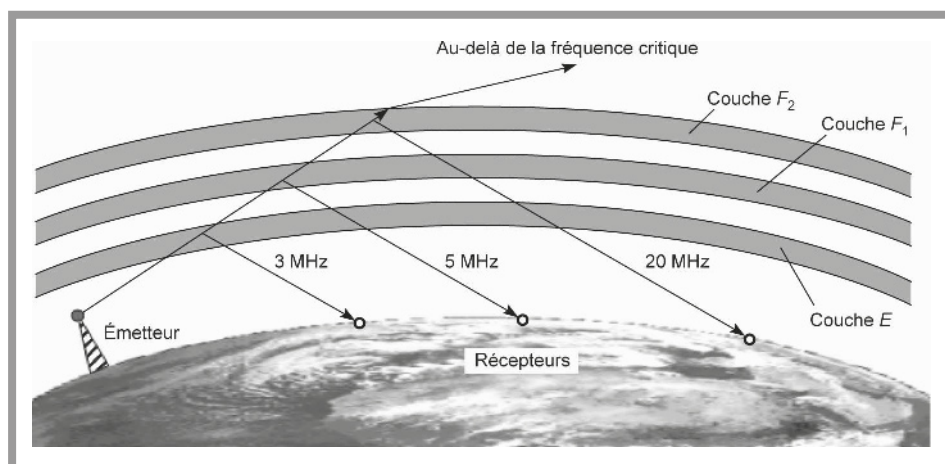 Au-delà de la fréquence critique
Couche F₂
Couche F₁
3 MHz
5 MHz
20 MHz
Émetteur
Couche E
Récepteurs